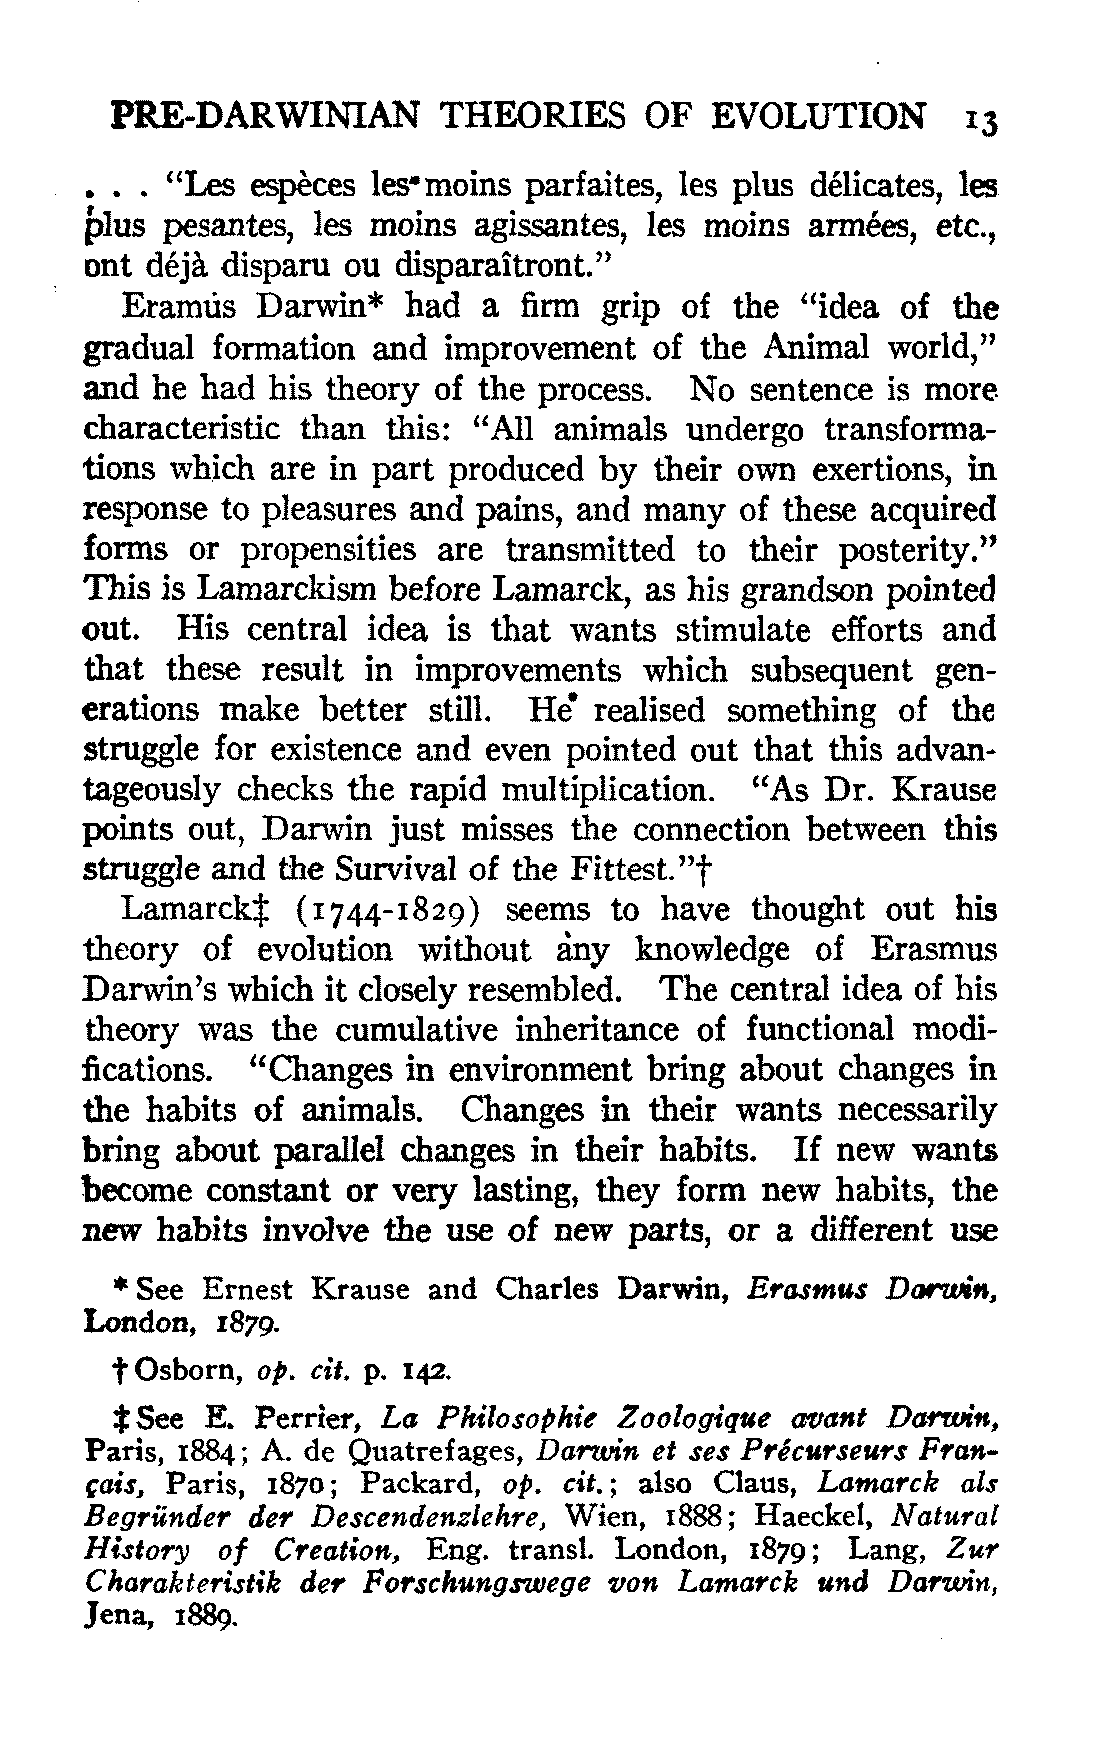 PRE-DARWINIAN THEORIES OF EVOLUTION 13
. . . "Les espèces les moins parfaites, les plus délicates, les
plus pesantes, les moins agissantes, les moins armées, etc.,
ont déjà disparu ou disparaîtront."
Eramus Darwin* had a firm grip of the "idea of the
gradual formation and improvement of the Animal world,"
and he had his theory of the process. No sentence is more
characteristic than this: "All animals undergo transforma-
tions which are in part produced by their own exertions, in
response to pleasures and pains, and many of these acquired
forms or propensities are transmitted to their posterity."
This is Lamarckism before Lamarck, as his grandson pointed
out. His central idea is that wants stimulate efforts and
that these result in improvements which subsequent gen-
erations make better still. He realised something of the
struggle for existence and even pointed out that this advan-
tageously checks the rapid multiplication. "As Dr. Krause
points out, Darwin just misses the connection between this
struggle and the Survival of the Fittest."†
Lamarck‡ (1744-1829) seems to have thought out his
theory of evolution without any knowledge of Erasmus
Darwin's which it closely resembled. The central idea of his
theory was the cumulative inheritance of functional modi-
fications. "Changes in environment bring about changes in
the habits of animals. Changes in their wants necessarily
bring about parallel changes in their habits. If new wants
become constant or very lasting, they form new habits, the
new habits involve the use of new parts, or a different use
* See Ernest Krause and Charles Darwin, Erasmus Darwin,
London, 1879.
† Osborn, op. cit. p. 142.
‡ See E. Perrier, La Philosophie Zoologique avant Darwin,
Paris, 1884; A. de Quatrefages, Darwin et ses Précurseurs Fran-
çais, Paris, 1870; Packard, op. cit.; also Claus, Lamarck als
Begründer der Descendenzlehre, Wien, 1888; Haeckel, Natural
History of Creation, Eng. transl. London, 1879; Lang, Zur
Charakteristik der Forschungswege von Lamarck und Darwin,
Jena, 1889.